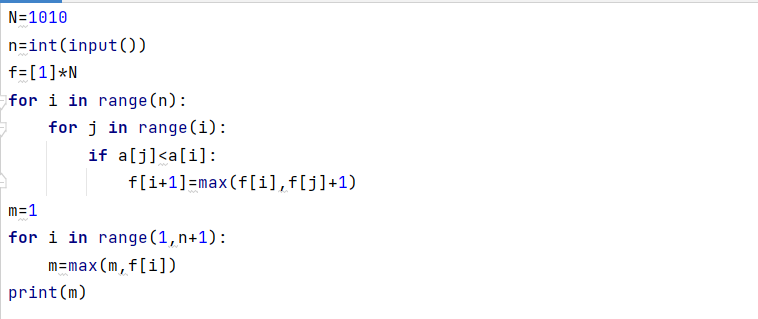 N=1010
n=int(input())
f=[1]*N
for i in range(n):
    for j in range(i):
        if a[j]<a[i]:
            f[i+1]=max(f[i],f[j]+1)
m=1
for i in range(1,n+1):
    m=max(m,f[i])
print(m)